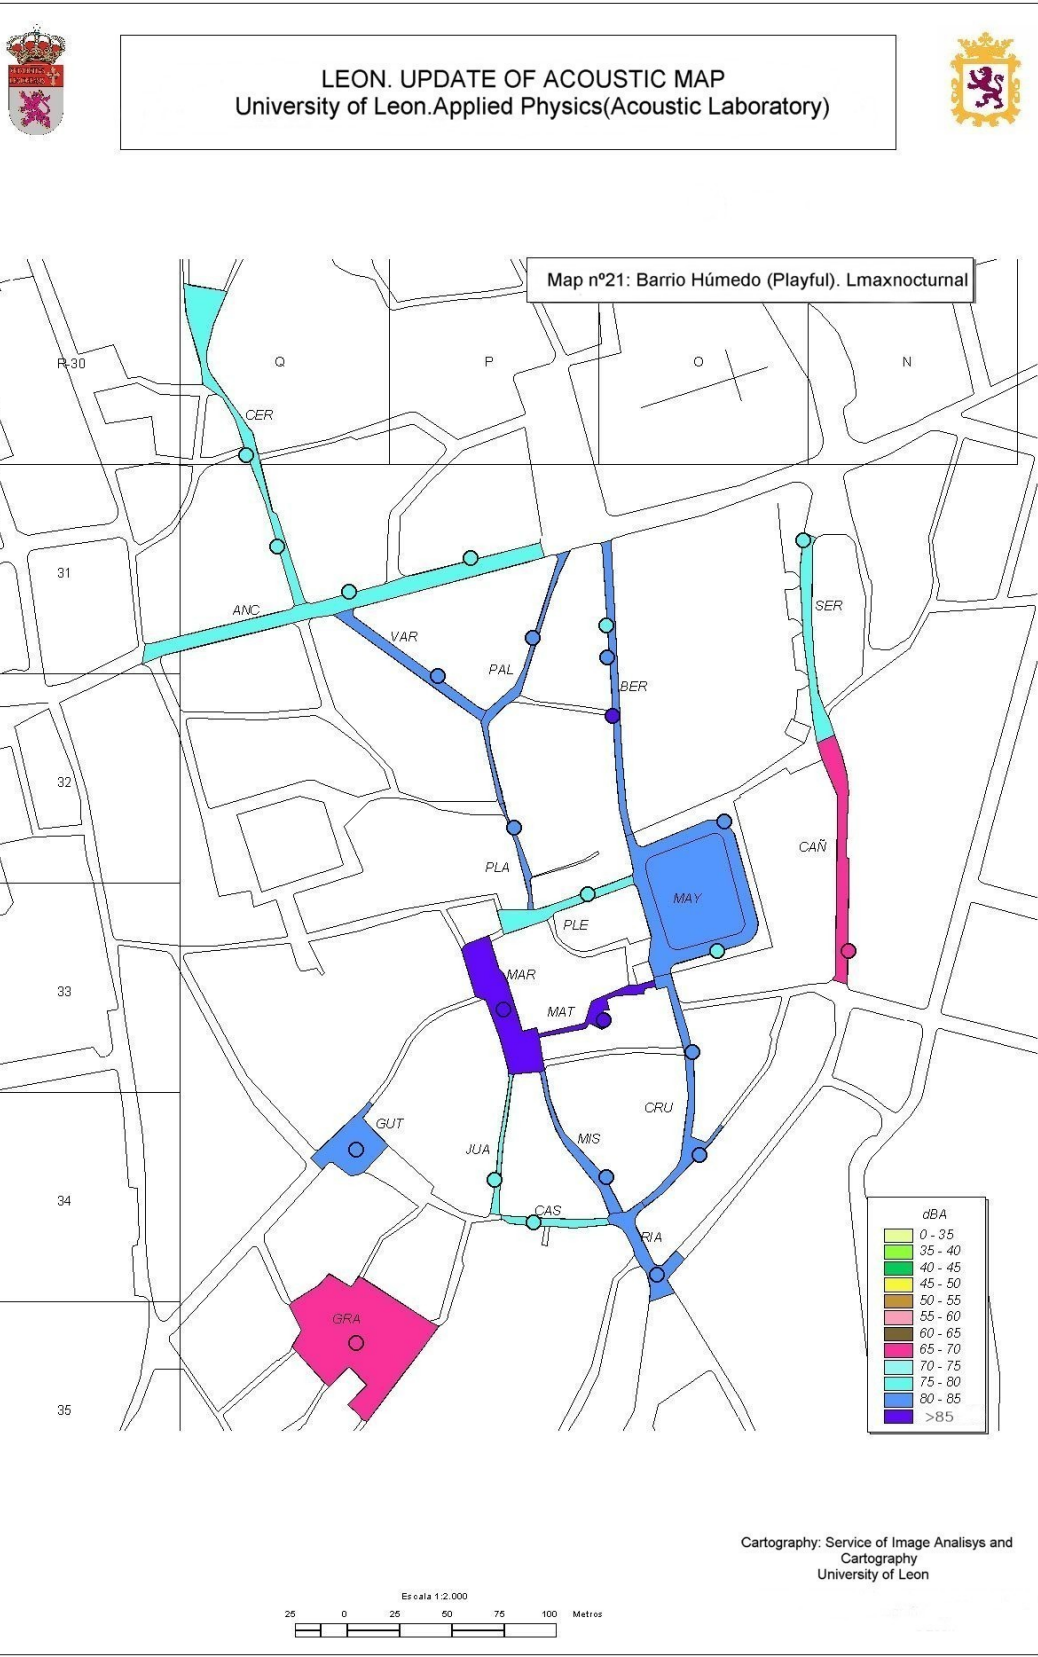 LEON. UPDATE OF ACOUSTIC MAP
University of Leon.Applied Physics(Acoustic Laboratory)
Map nº21: Barrio Húmedo (Playful). Lmaxnocturnal
R-30
Q
P
O
N
CER
31
ANC
VAR
PAL
BER
SER
32
PLA
CAÑ
MAY
PLE
33
MAR
MAT
GUT
JUA
MIS
CRU
34
CAS
RIA
GRA
35
dBA
0 - 35
35 - 40
40 - 45
45 - 50
50 - 55
55 - 60
60 - 65
65 - 70
70 - 75
75 - 80
80 - 85
>85
Cartography: Service of Image Analisys and
Cartography
University of Leon
Escala 1:2.000
25 0 25 50 75 100 Metros